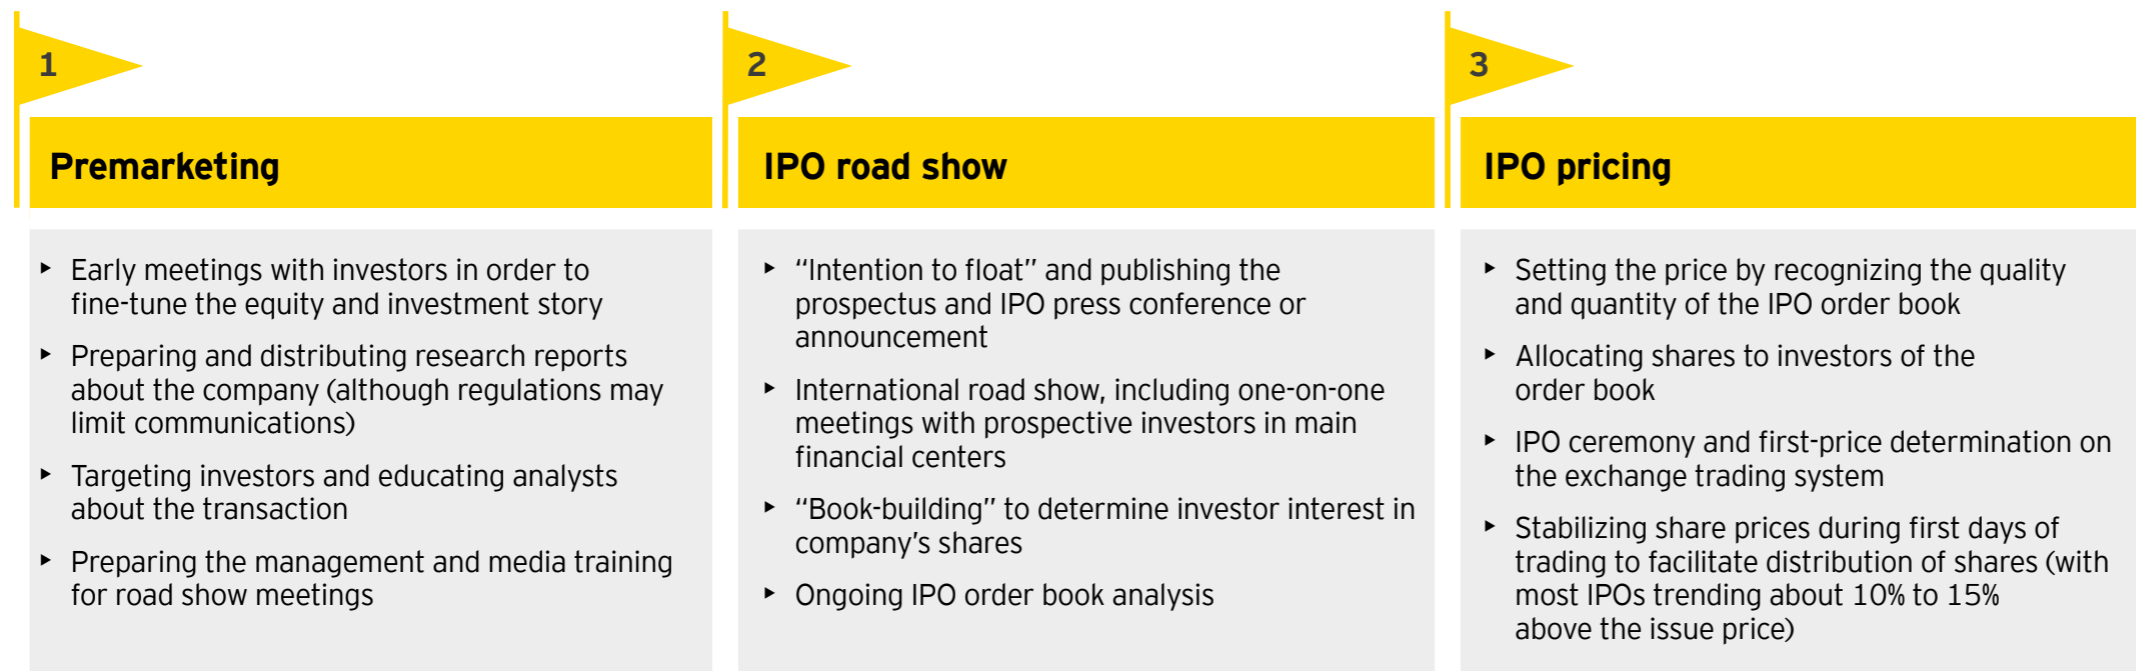 1
Premarketing
▸ Early meetings with investors in order to
fine-tune the equity and investment story
▸ Preparing and distributing research reports
about the company (although regulations may
limit communications)
▸ Targeting investors and educating analysts
about the transaction
▸ Preparing the management and media training
for road show meetings
2
IPO road show
▸ “Intention to float” and publishing the
prospectus and IPO press conference or
announcement
▸ International road show, including one-on-one
meetings with prospective investors in main
financial centers
▸ “Book-building” to determine investor interest in
company’s shares
▸ Ongoing IPO order book analysis
3
IPO pricing
▸ Setting the price by recognizing the quality
and quantity of the IPO order book
▸ Allocating shares to investors of the
order book
▸ IPO ceremony and first-price determination on
the exchange trading system
▸ Stabilizing share prices during first days of
trading to facilitate distribution of shares (with
most IPOs trending about 10% to 15%
above the issue price)